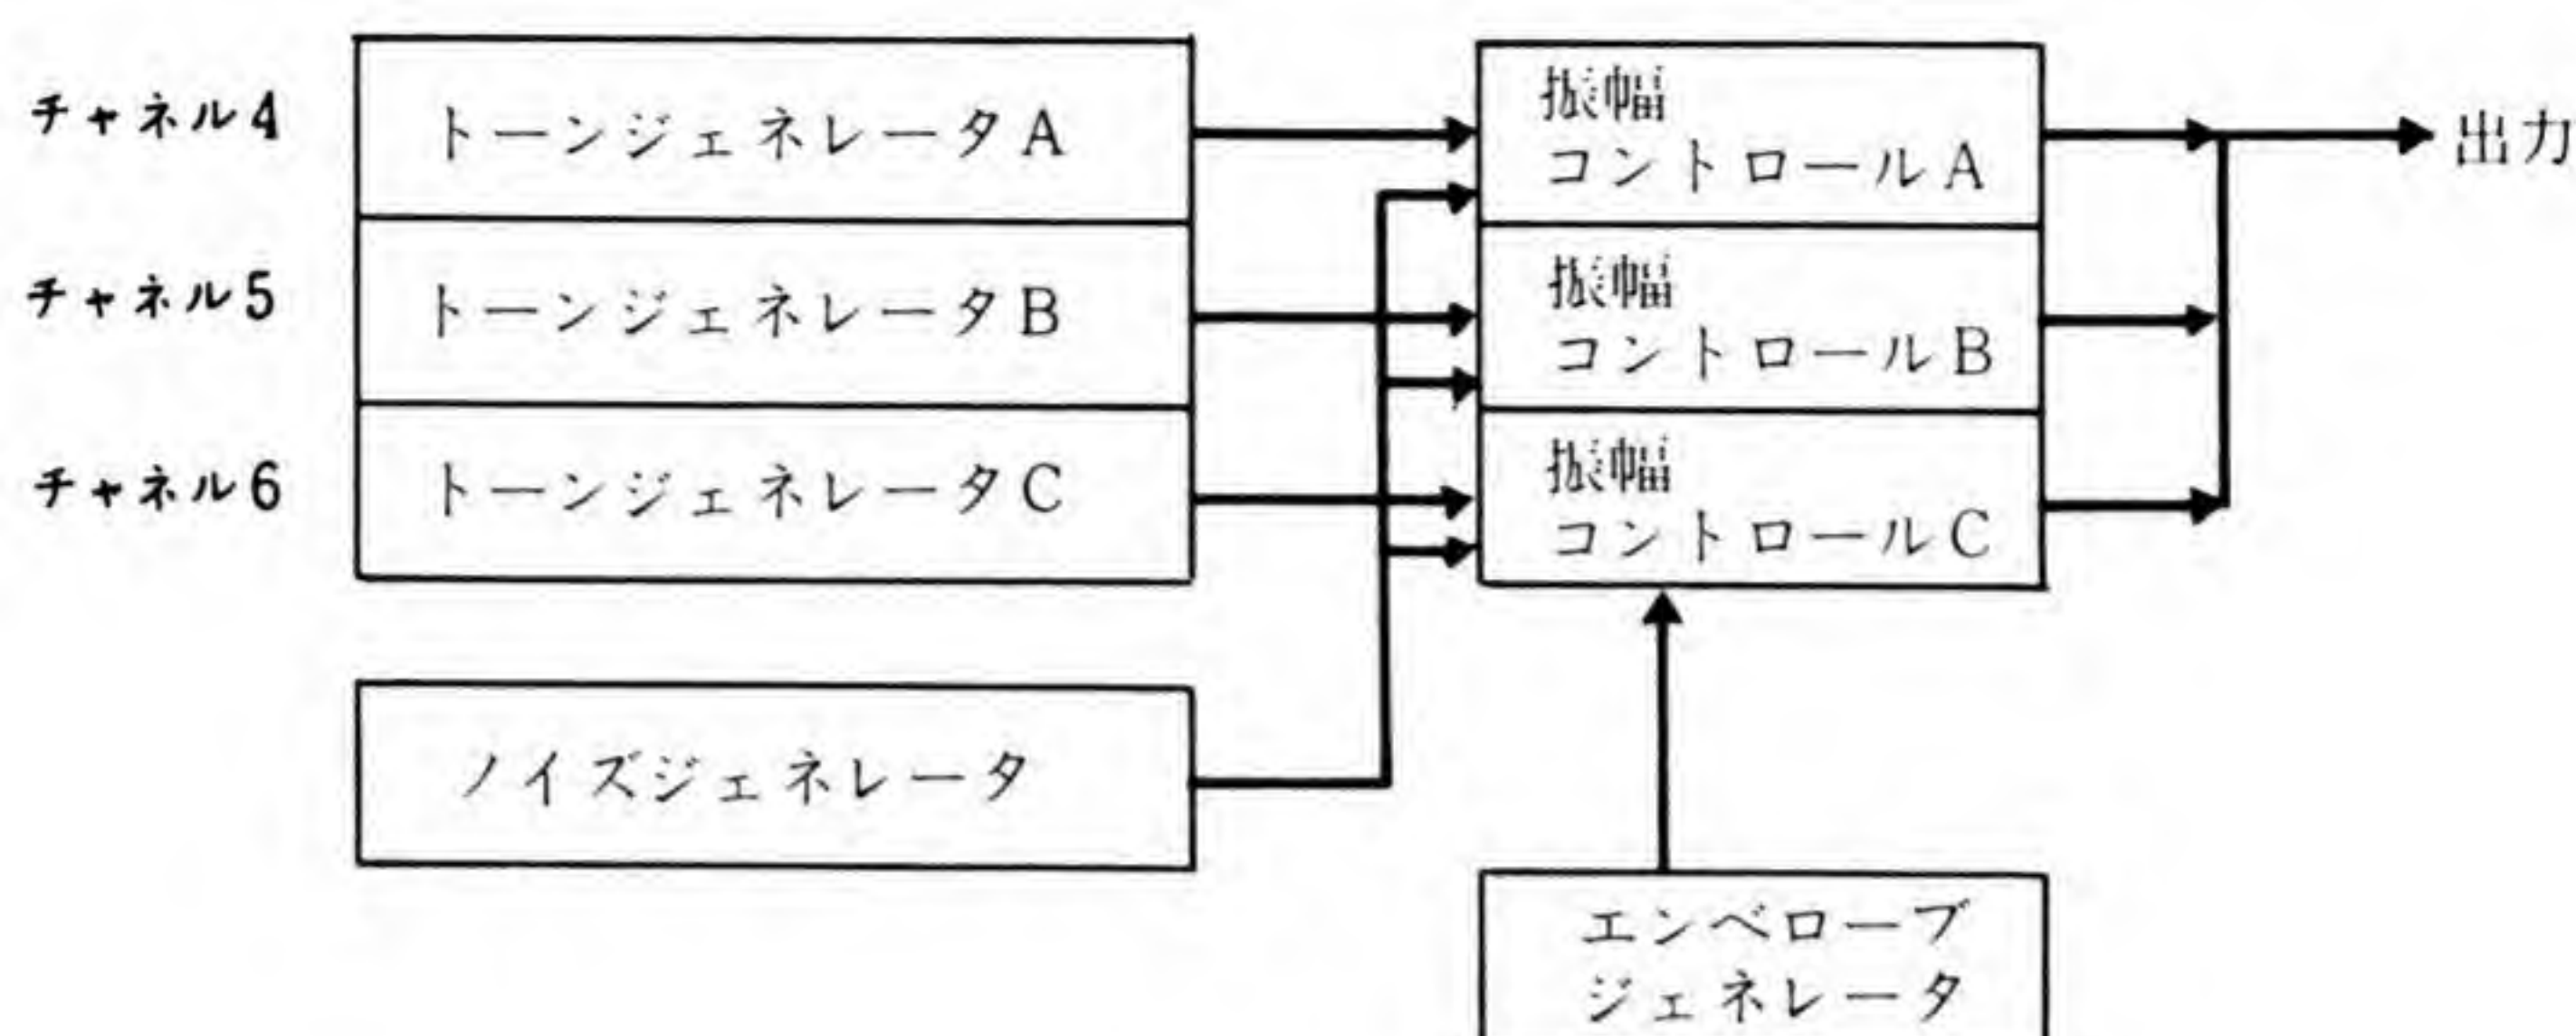 チャネル4
トーンジェネレータA
振幅
コントロールA
出力
チャネル5
トーンジェネレータB
振幅
コントロールB
チャネル6
トーンジェネレータC
振幅
コントロールC
ノイズジェネレータ
エンベロープ
ジェネレータ